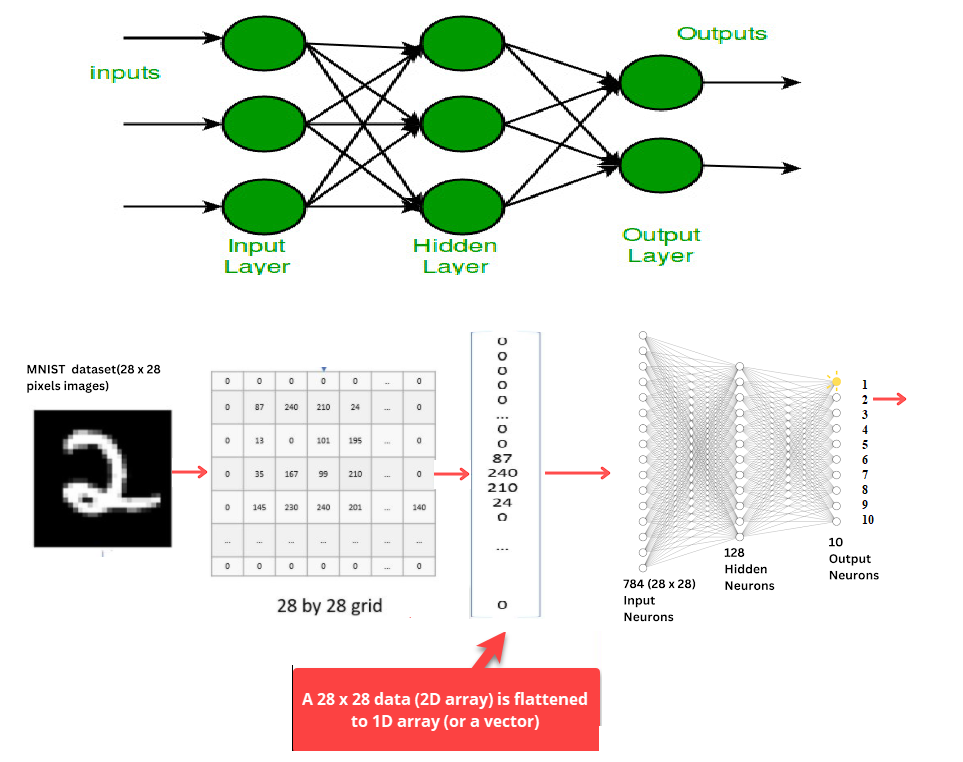 Outputs
inputs
Input
Layer
Hidden
Layer
Output
Layer
MNIST dataset(28 x 28
pixels images)
0 0 0 0 0 .. 0
0 87 240 210 24 ... 0
0 13 0 101 195 ... 0
0 35 167 99 210 ... 0
0 145 230 240 201 ... 140
... ... ... ... ... ... ...
0 0 0 0 0 ... 0
28 by 28 grid
0
0
0
0
0
...
0
0
87
240
210
24
0
...
0
1
2
3
4
5
6
7
8
9
10
784 (28 x 28)
Input
Neurons
128
Hidden
Neurons
10
Output
Neurons
A 28 x 28 data (2D array) is flattened
to 1D array (or a vector)